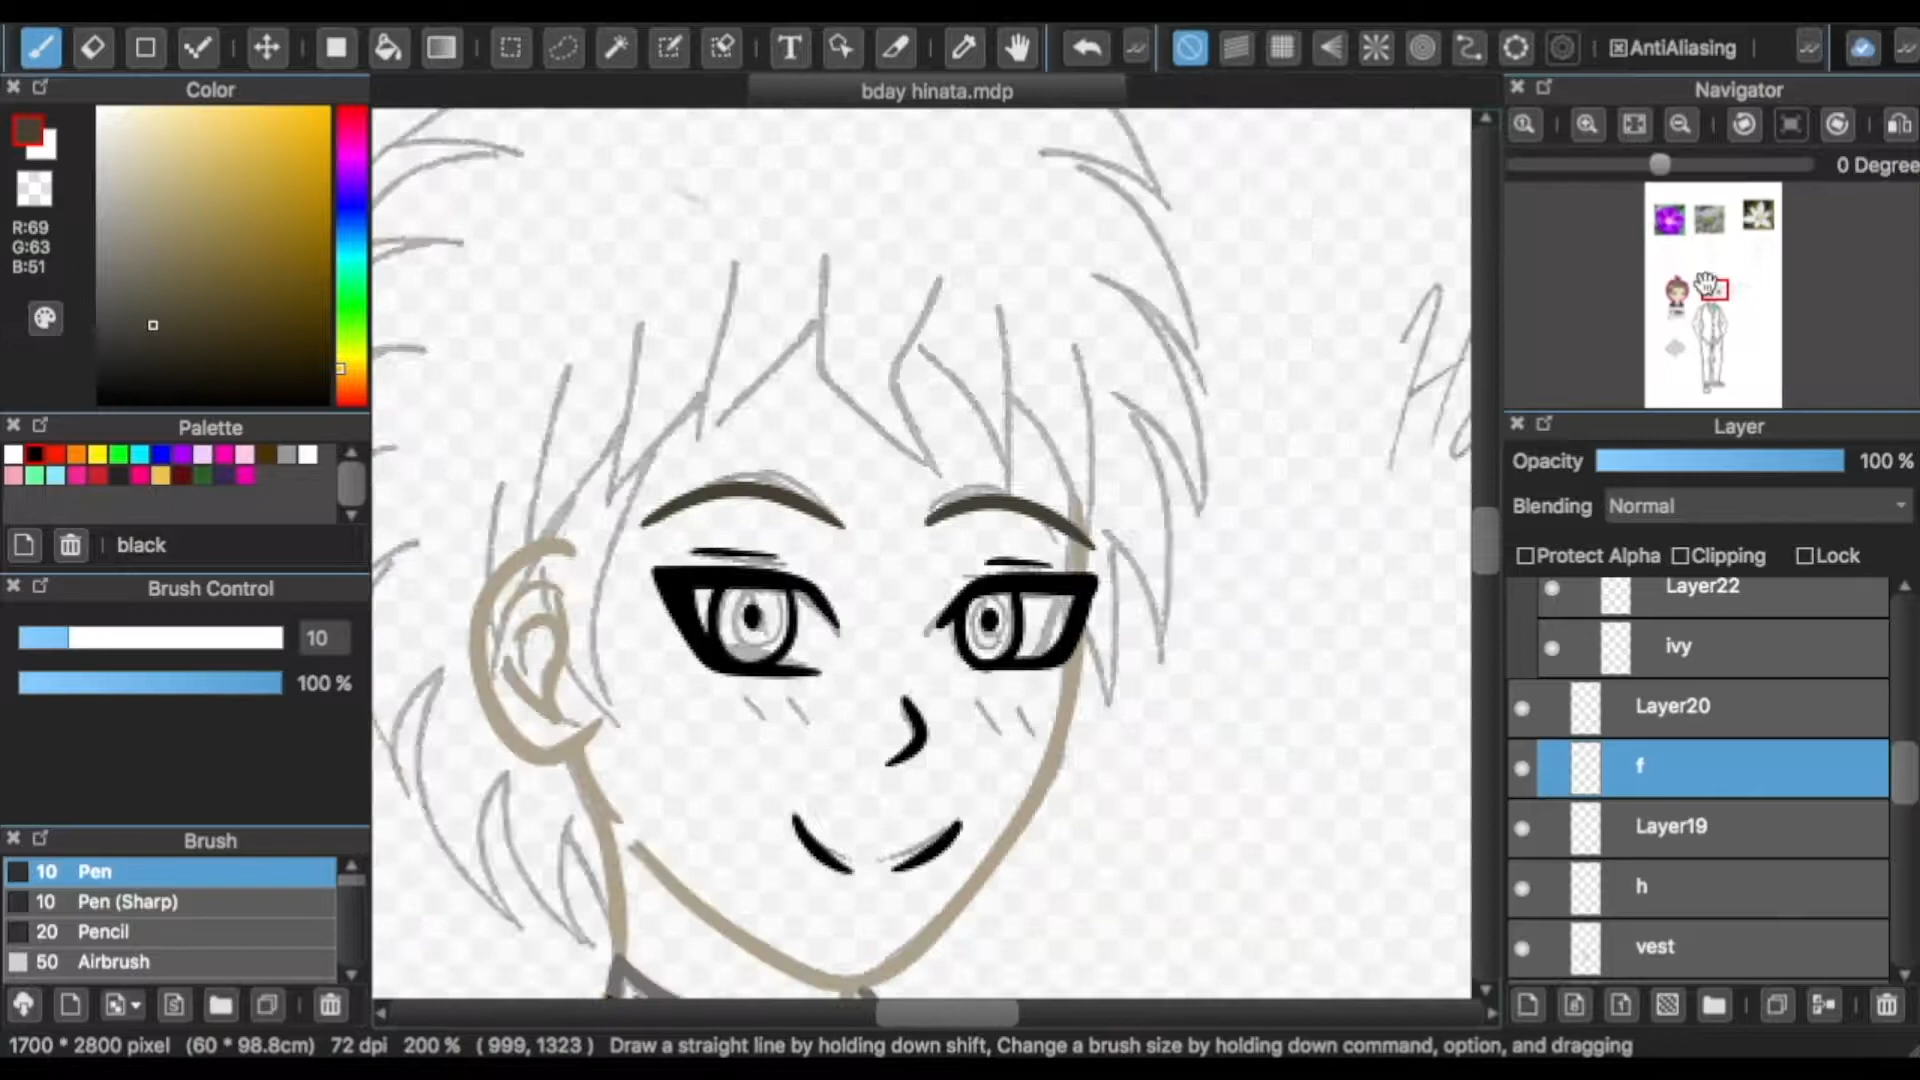 AntiAliasing
Color
bday hinata.mdp
Navigator
0 Degree
R:69
G:63
B:51
Palette
Layer
Opacity
100 %
Blending
Normal
Protect Alpha
Clipping
Lock
black
Brush Control
10
100 %
Layer22
ivy
Layer20
f
Layer19
h
vest
Brush
10 Pen
10 Pen (Sharp)
20 Pencil
50 Airbrush
1700 * 2800 pixel (60 * 98.8cm) 72 dpi 200 % ( 999, 1323 ) Draw a straight line by holding down shift, Change a brush size by holding down command, option, and dragging